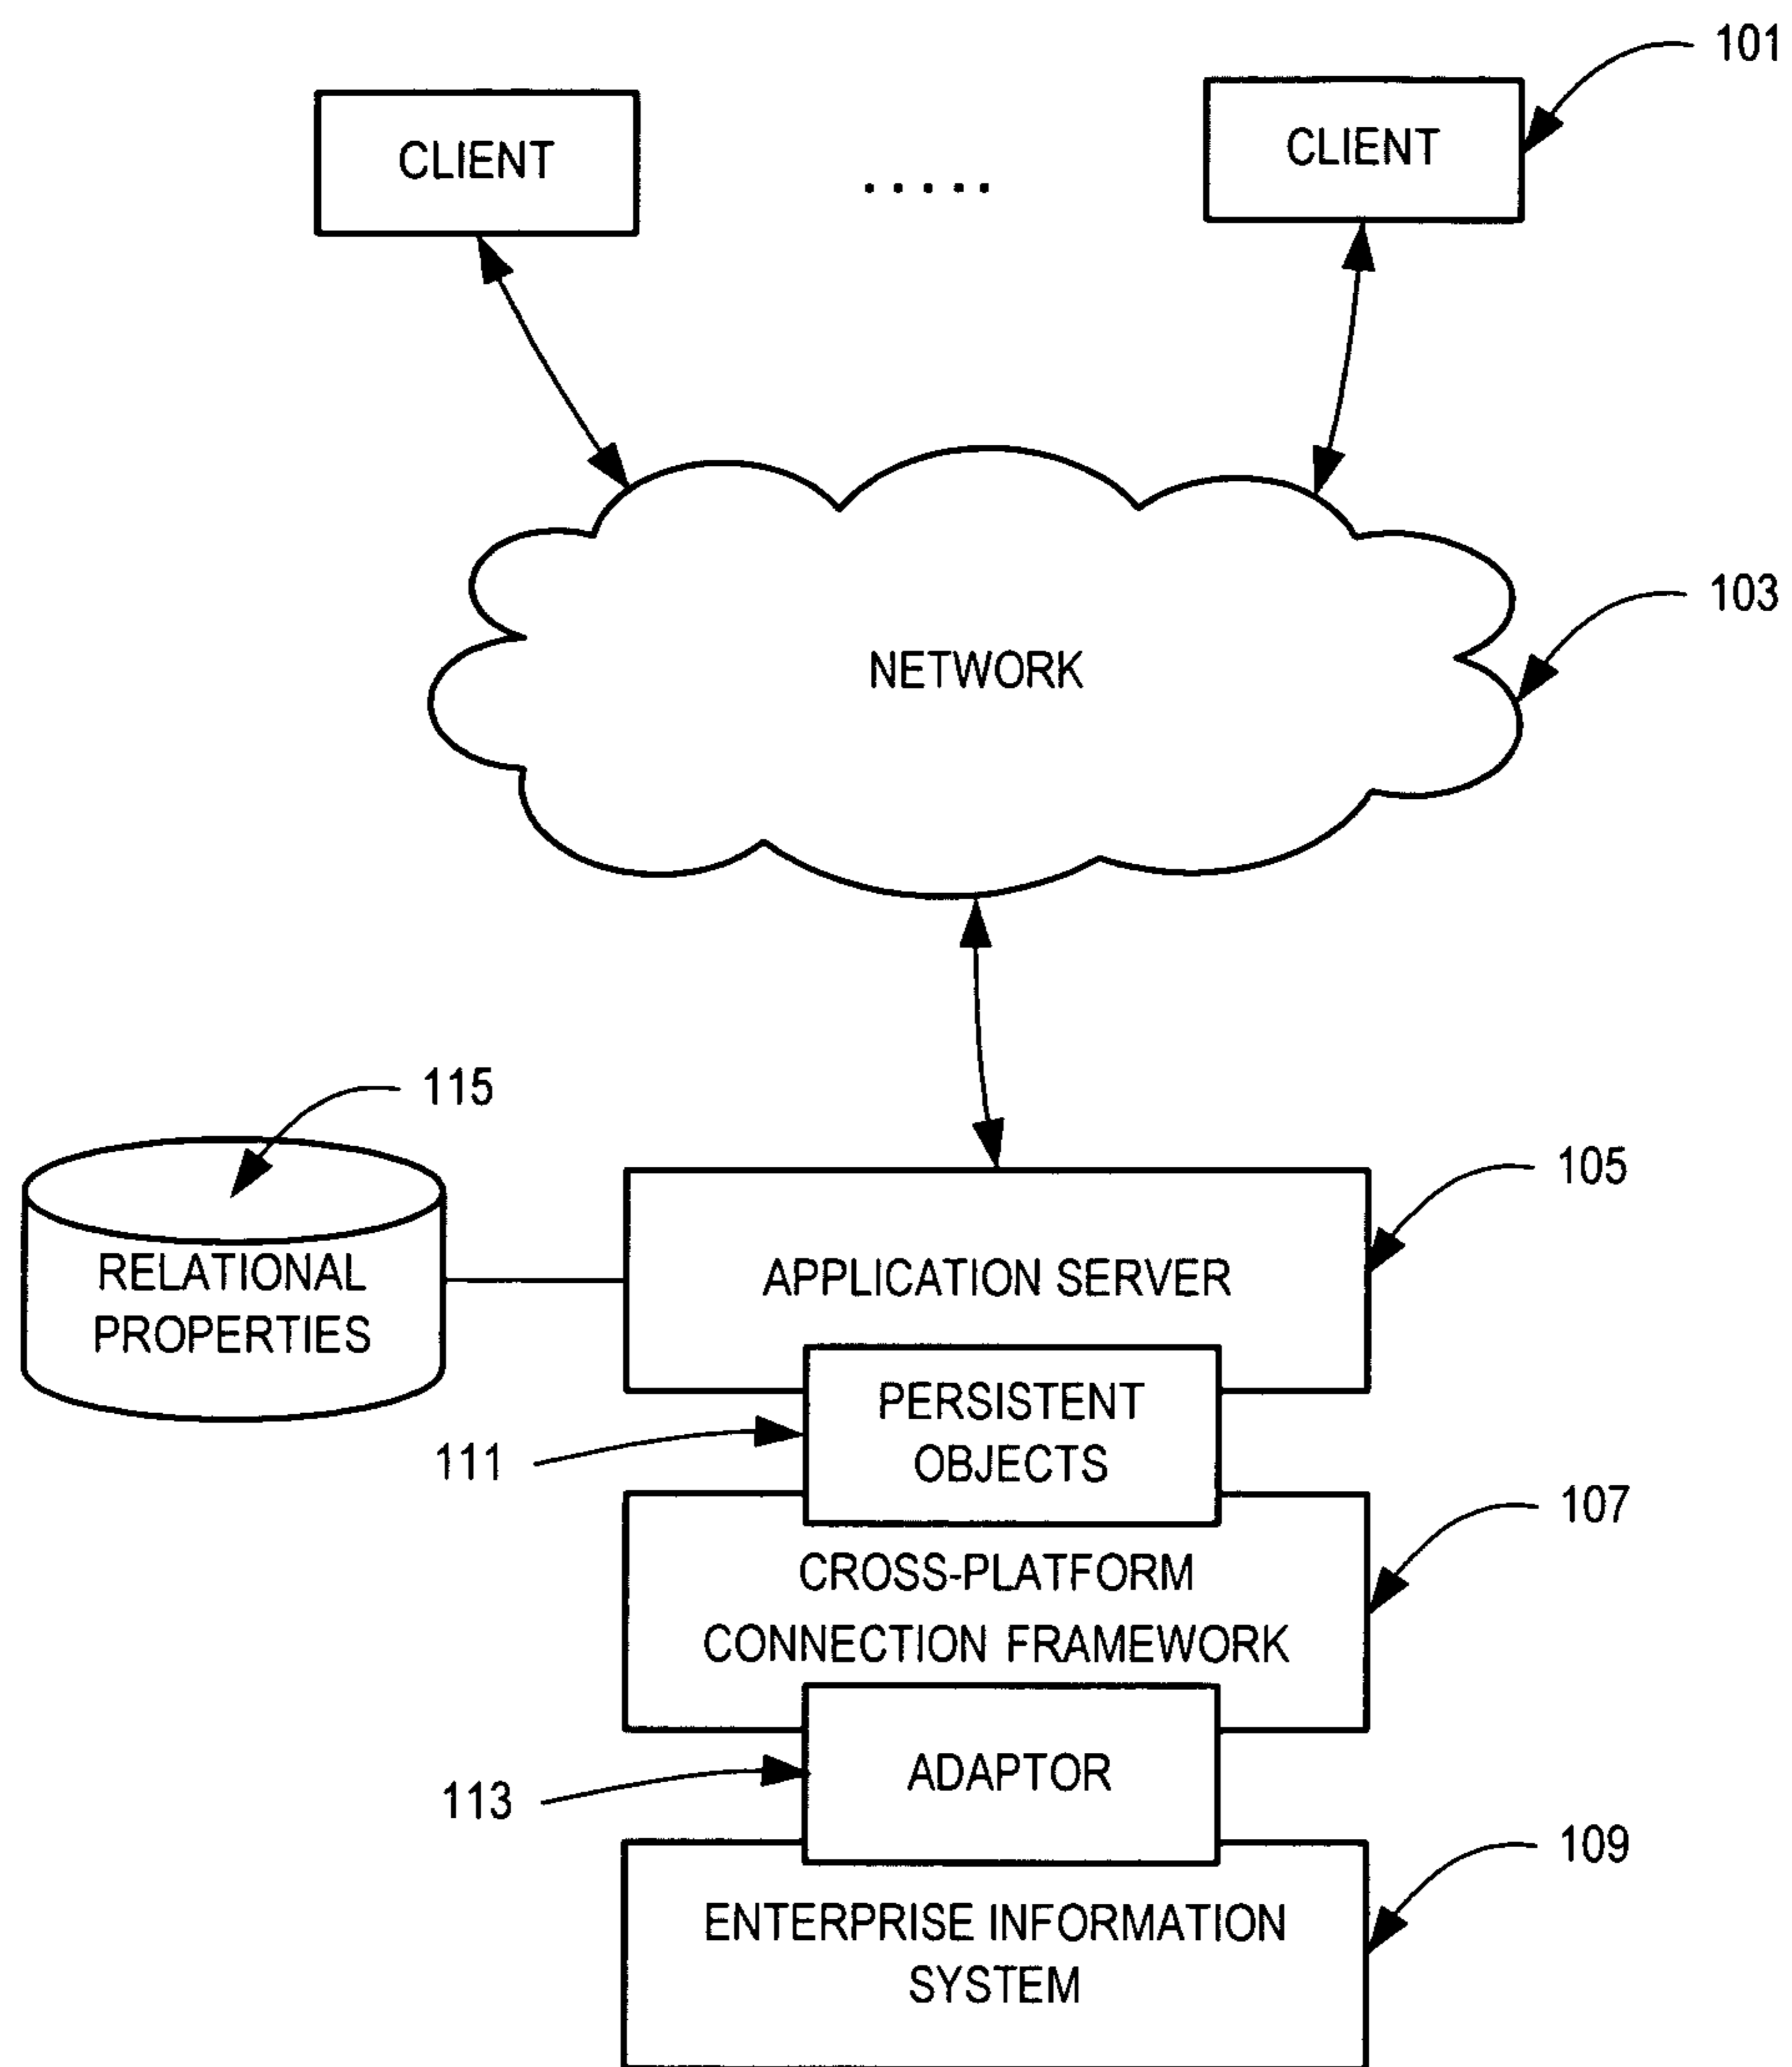 101
CLIENT
CLIENT
.....
103
NETWORK
115
105
RELATIONAL
PROPERTIES
APPLICATION SERVER
PERSISTENT
OBJECTS
111
107
CROSS-PLATFORM
CONNECTION FRAMEWORK
ADAPTOR
113
109
ENTERPRISE INFORMATION
SYSTEM